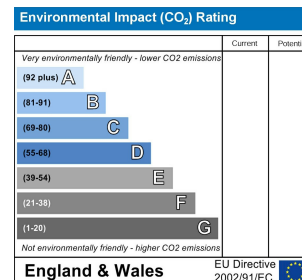 Environmental Impact (CO₂) Rating
Current
Very environmentally friendly - lower CO2 emissions
(92 plus) A
(81-91) B
(69-80) C
(55-68) D
(39-54) E
(21-38) F
(1-20) G
Not environmentally friendly - higher CO2 emissions
England & Wales
EU Directive
2002/91/EC